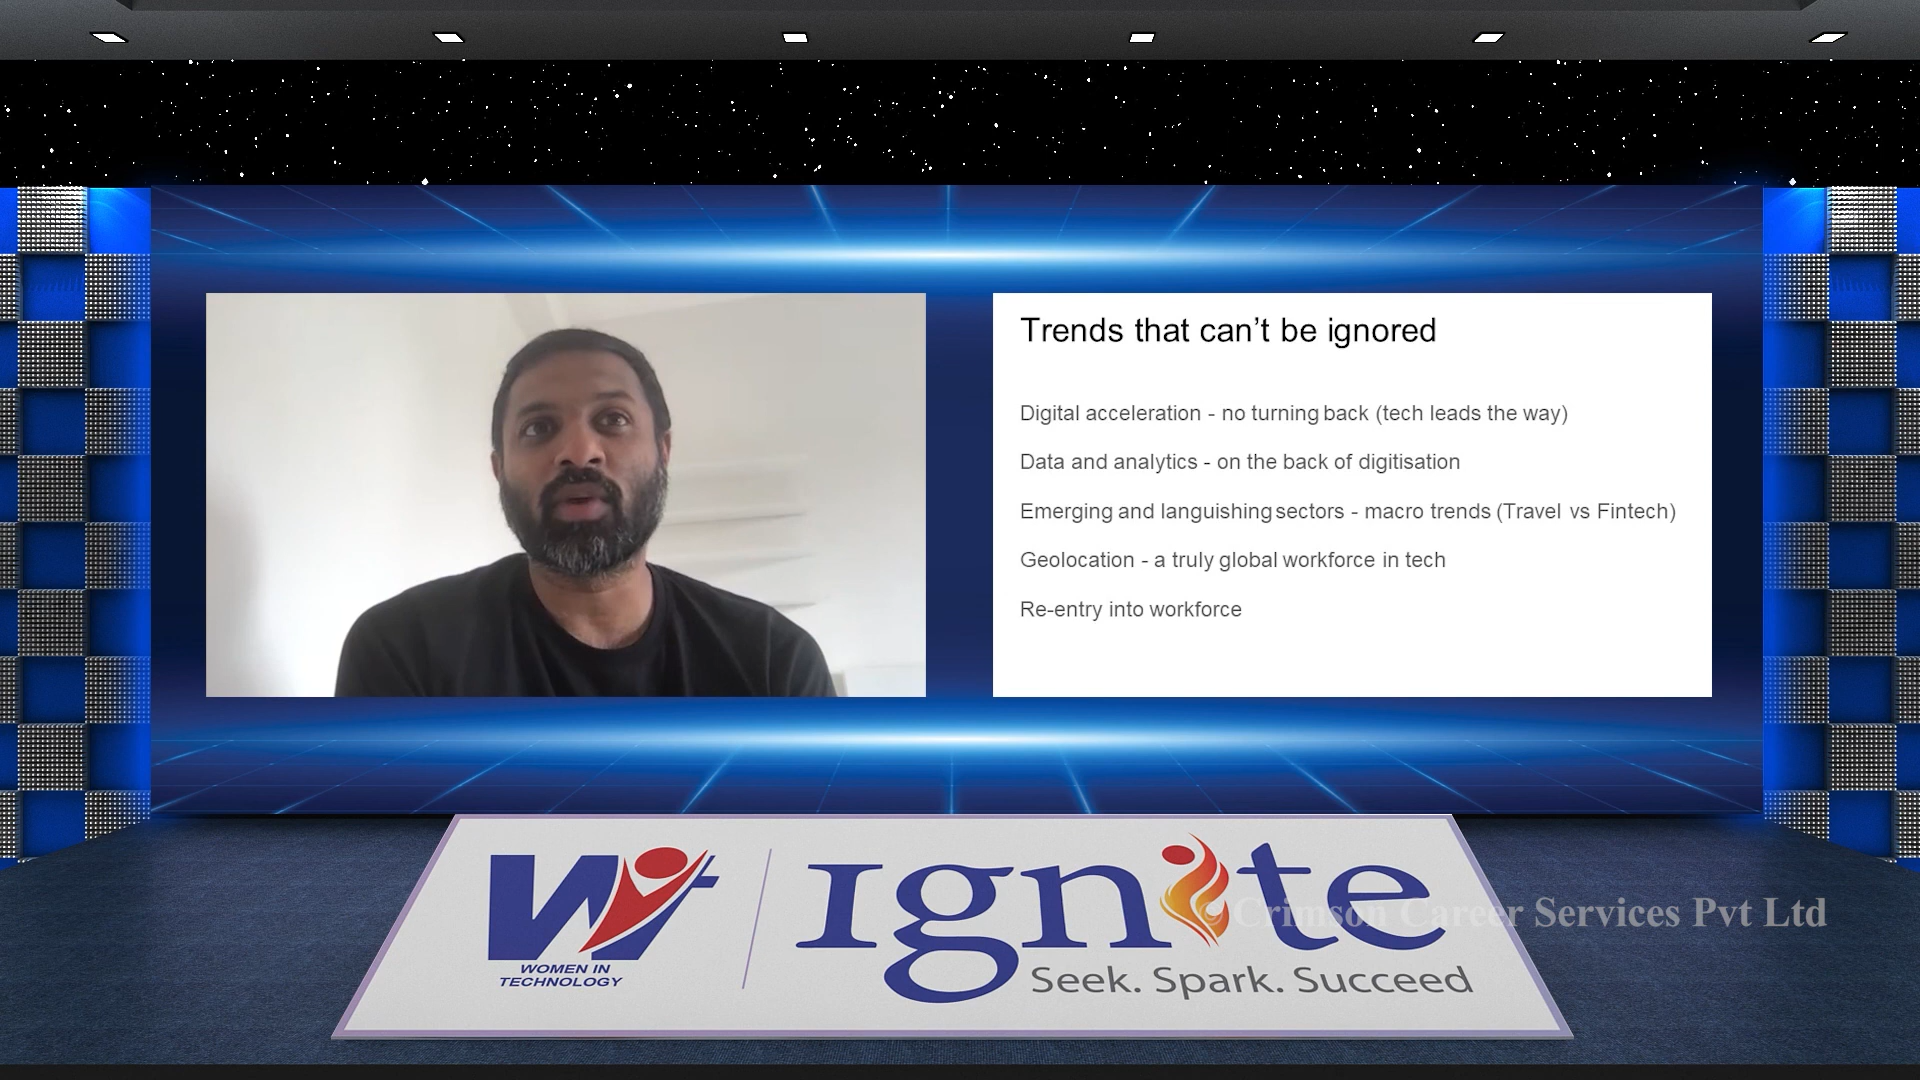 Trends that can’t be ignored
Digital acceleration - no turning back (tech leads the way)
Data and analytics - on the back of digitisation
Emerging and languishing sectors - macro trends (Travel vs Fintech)
Geolocation - a truly global workforce in tech
Re-entry into workforce
WiT
WOMEN IN
TECHNOLOGY
Ignite
Seek. Spark. Succeed
© Crimson Career Services Pvt Ltd